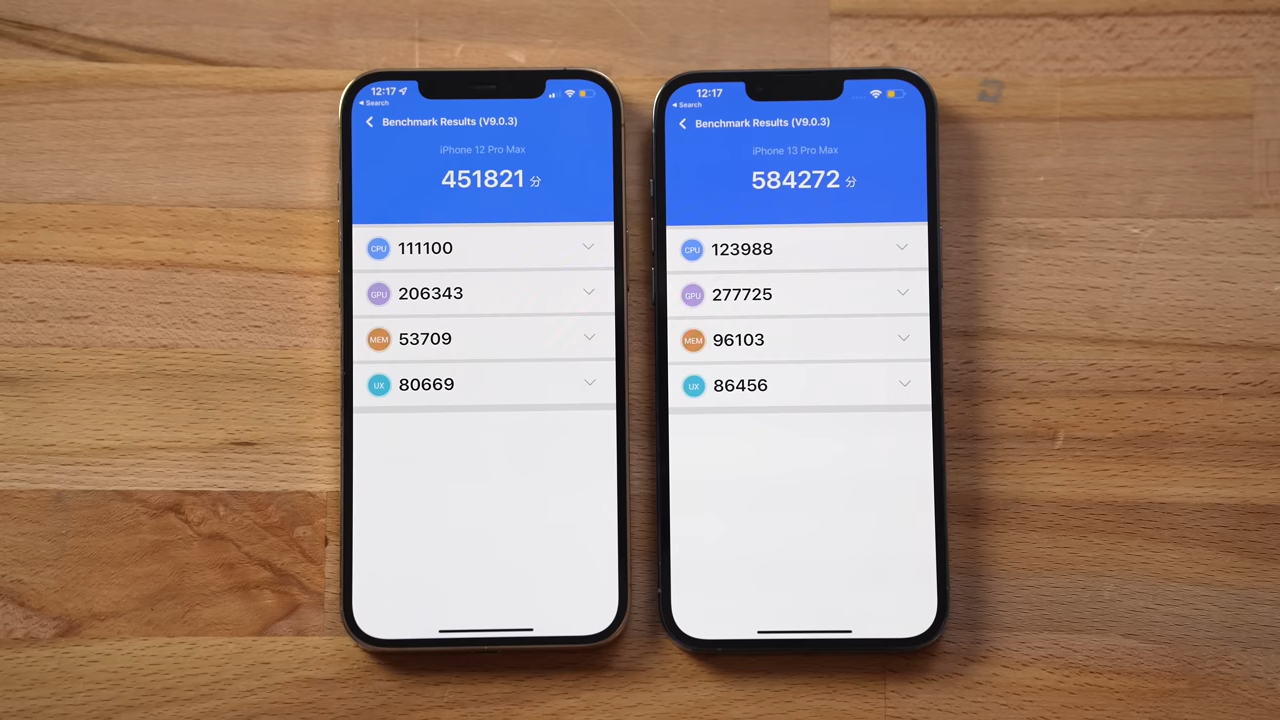 12:17
Search
Benchmark Results (V9.0.3)
iPhone 12 Pro Max
451821 分
CPU 111100
GPU 206343
MEM 53709
UX 80669
12:17
Search
Benchmark Results (V9.0.3)
iPhone 13 Pro Max
584272 分
CPU 123988
GPU 277725
MEM 96103
UX 86456